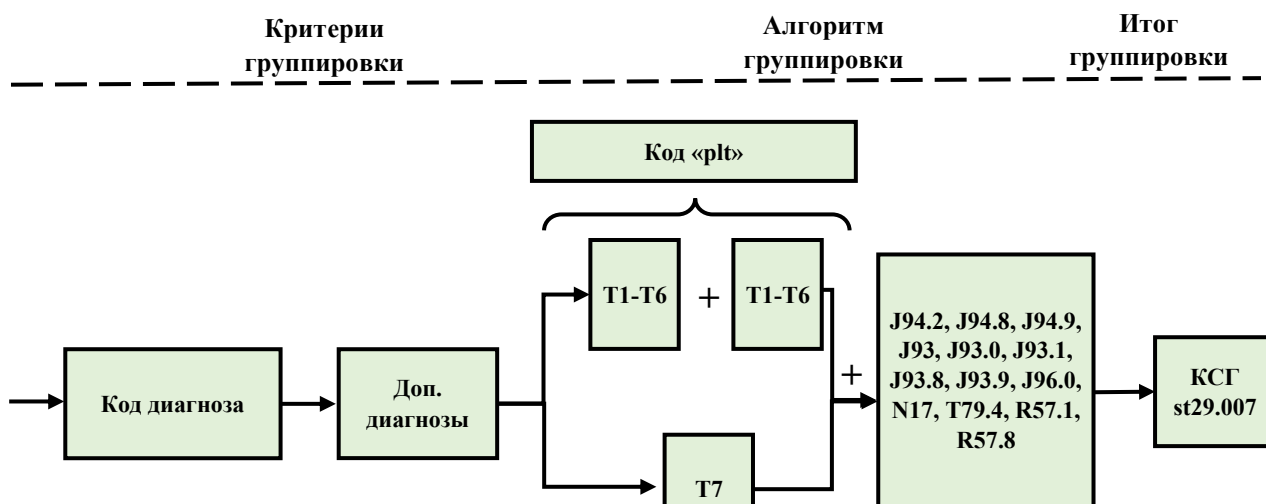 Критерии
группировки
Алгоритм
группировки
Итог
группировки
Код «plt»
T1-T6
+
T1-T6
Код диагноза
Доп.
диагнозы
T7
+
J94.2, J94.8, J94.9,
J93, J93.0, J93.1,
J93.8, J93.9, J96.0,
N17, T79.4, R57.1,
R57.8
КСГ
st29.007